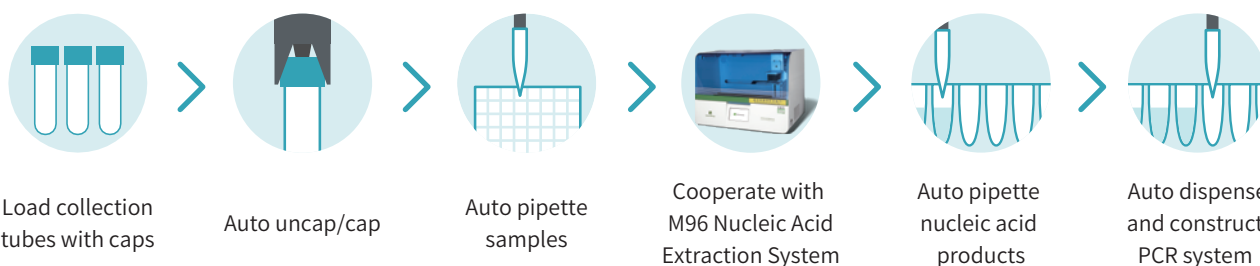 Load collection
tubes with caps
Auto uncap/cap
Auto pipette
samples
Cooperate with
M96 Nucleic Acid
Extraction System
Auto pipette
nucleic acid
products
Auto dispense
and construct
PCR system